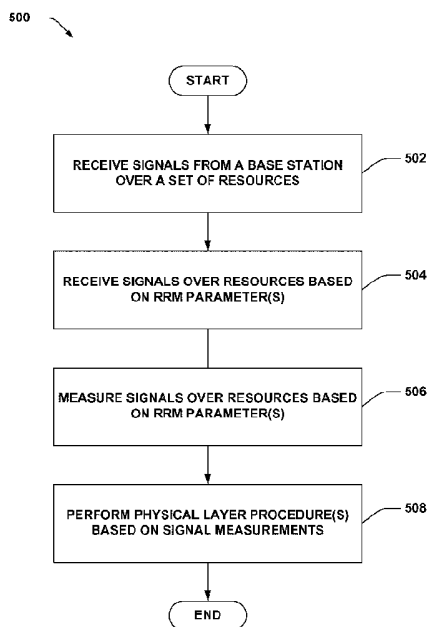 500
START
RECEIVE SIGNALS FROM A BASE STATION
OVER A SET OF RESOURCES
502
RECEIVE SIGNALS OVER RESOURCES BASED
ON RRM PARAMETER(S)
504
MEASURE SIGNALS OVER RESOURCES BASED
ON RRM PARAMETER(S)
506
PERFORM PHYSICAL LAYER PROCEDURE(S)
BASED ON SIGNAL MEASUREMENTS
508
END